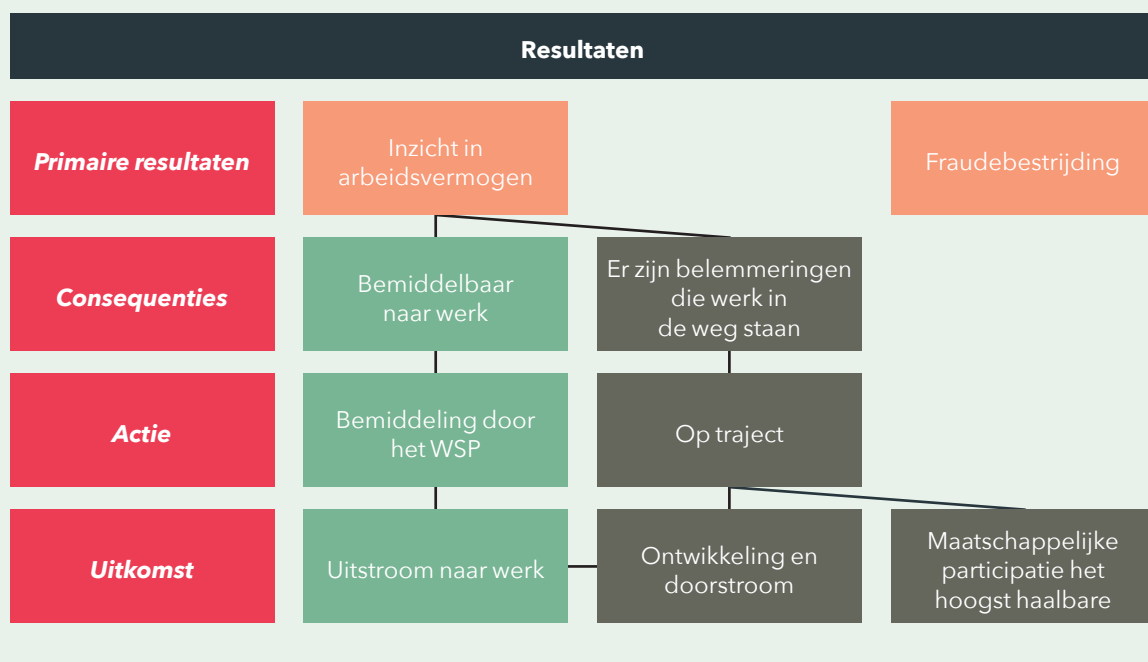 Resultaten
Primaire resultaten
Inzicht in
arbeidsvermogen
Fraudebestrijding
Consequenties
Bemiddelbaar
naar werk
Er zijn belemmeringen
die werk in
de weg staan
Actie
Bemiddeling door
het WSP
Op traject
Uitkomst
Uitstroom naar werk
Ontwikkeling en
doorstroom
Maatschappelijke
participatie het
hoogst haalbare